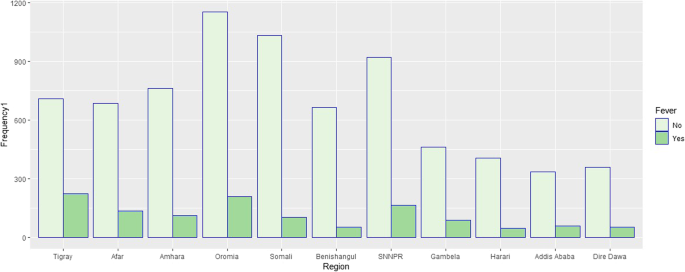 1200
900
600
300
0
Frequency1
Tigray Afar Amhara Oromia Somali Benishangul SNNPR Gambela Harari Addis Ababa Dire Dawa
Region
Fever
No
Yes